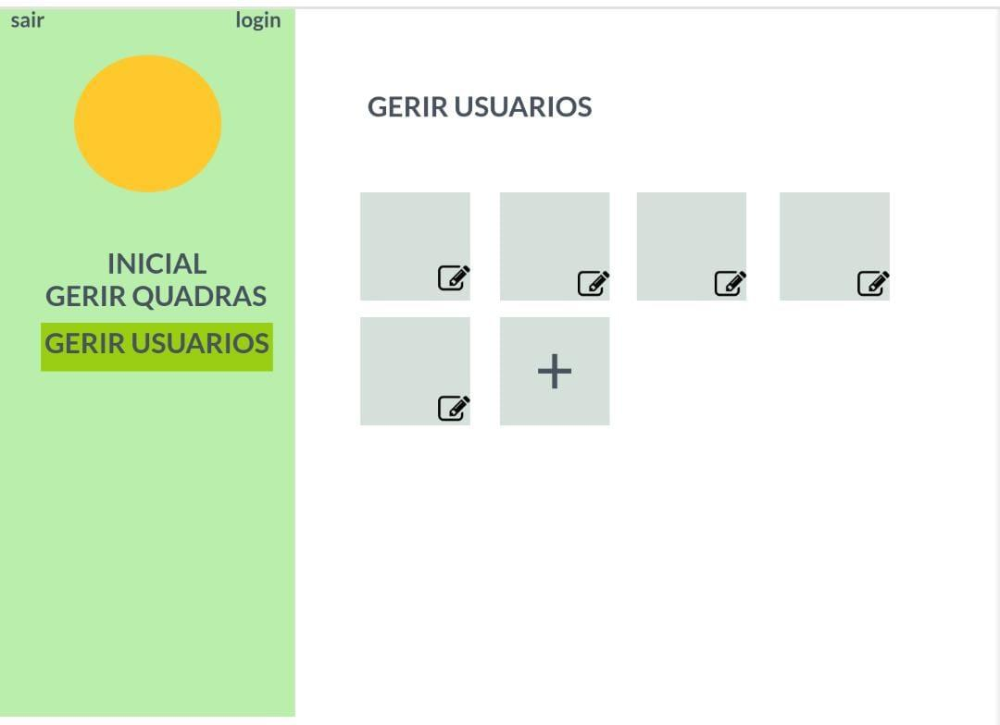 sair
login
GERIR USUARIOS
INICIAL
GERIR QUADRAS
GERIR USUARIOS
+